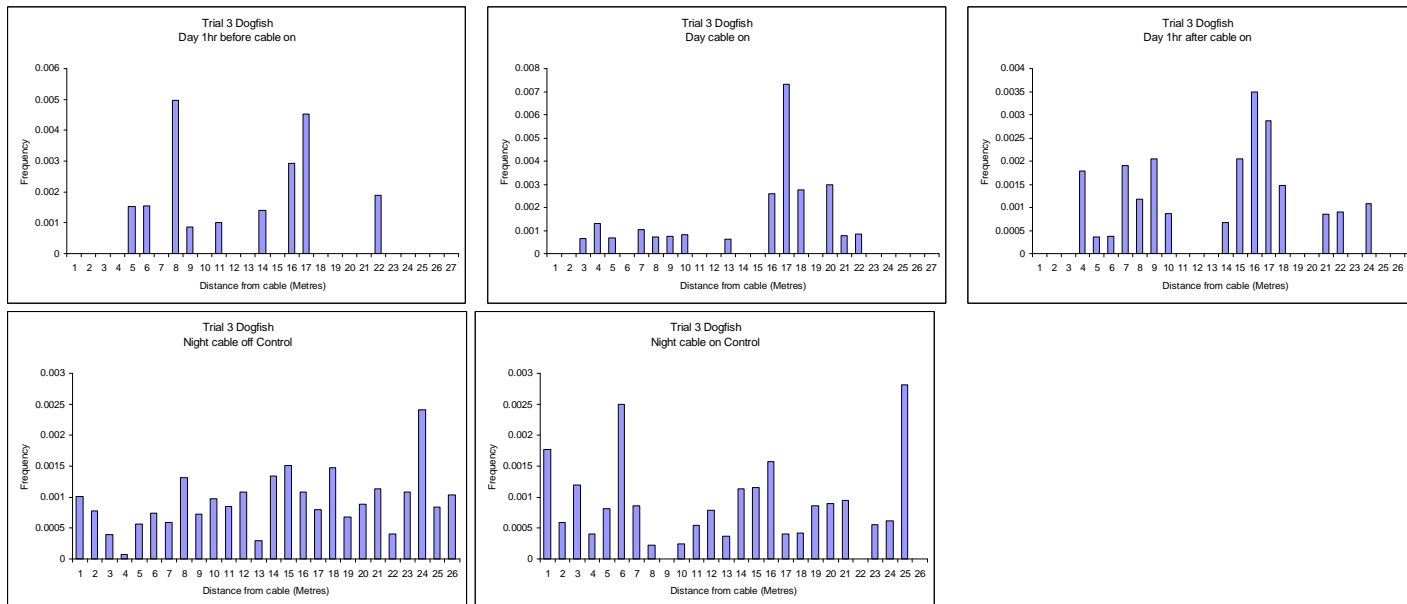 Trial 3 Dogfish
Day 1hr before cable on
0.006
0.005
0.004
0.003
0.002
0.001
0
Frequency
1 2 3 4 5 6 7 8 9 10 11 12 13 14 15 16 17 18 19 20 21 22 23 24 25 26 27
Distance from cable (Metres)
Trial 3 Dogfish
Day cable on
0.008
0.007
0.006
0.005
0.004
0.003
0.002
0.001
0
Frequency
1 2 3 4 5 6 7 8 9 10 11 12 13 14 15 16 17 18 19 20 21 22 23 24 25 26 27
Distance from cable (Metres)
Trial 3 Dogfish
Day 1hr after cable on
0.004
0.0035
0.003
0.0025
0.002
0.0015
0.001
0.0005
0
Frequency
1 2 3 4 5 6 7 8 9 10 11 12 13 14 15 16 17 18 19 20 21 22 23 24 25 26
Distance from cable (Metres)
Trial 3 Dogfish
Night cable off Control
0.003
0.0025
0.002
0.0015
0.001
0.0005
0
Frequency
1 2 3 4 5 6 7 8 9 10 11 12 13 14 15 16 17 18 19 20 21 22 23 24 25 26
Distance from cable (Metres)
Trial 3 Dogfish
Night cable on Control
0.003
0.0025
0.002
0.0015
0.001
0.0005
0
Frequency
1 2 3 4 5 6 7 8 9 10 11 12 13 14 15 16 17 18 19 20 21 22 23 24 25 26
Distance from cable (Metres)